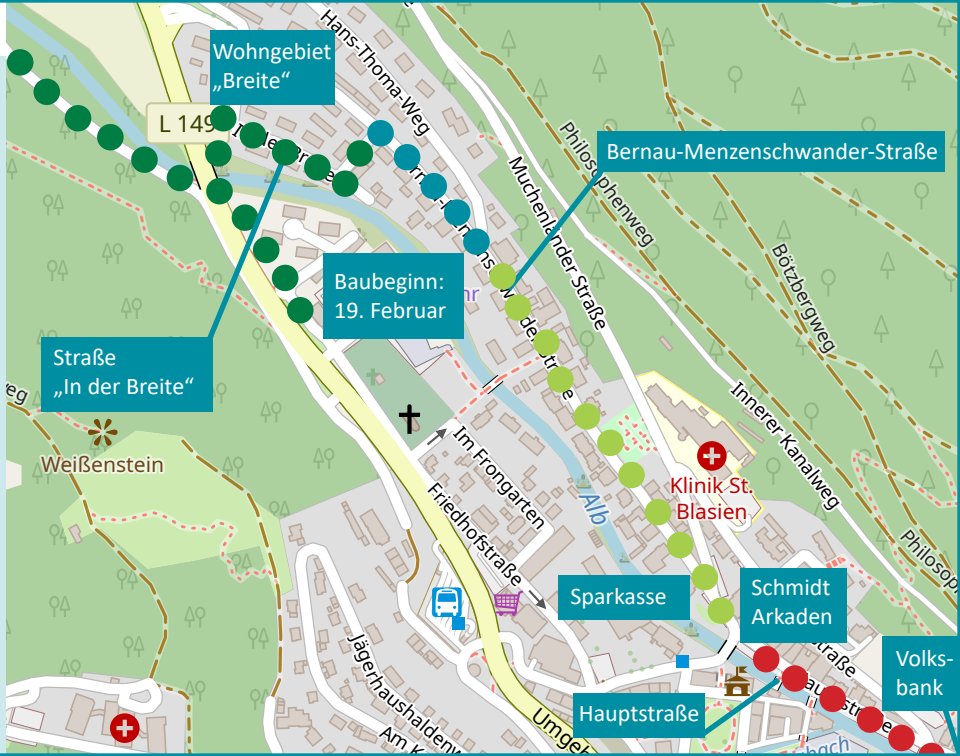 Wohngebiet
„Breite“
Hans-Thoma-Weg
L 149
Philosophenweg
Bernau-Menzenschwander-Straße
Muchenländer Straße
Bötzbergweg
Baubeginn:
19. Februar
Straße
„In der Breite“
Innerer Kanalweg
Weißenstein
Im Frongarten
Klinik St.
Blasien
Friedhofstraße
Alb
Sparkasse
Schmidt
Arkaden
Volks-
bank
Hauptstraße